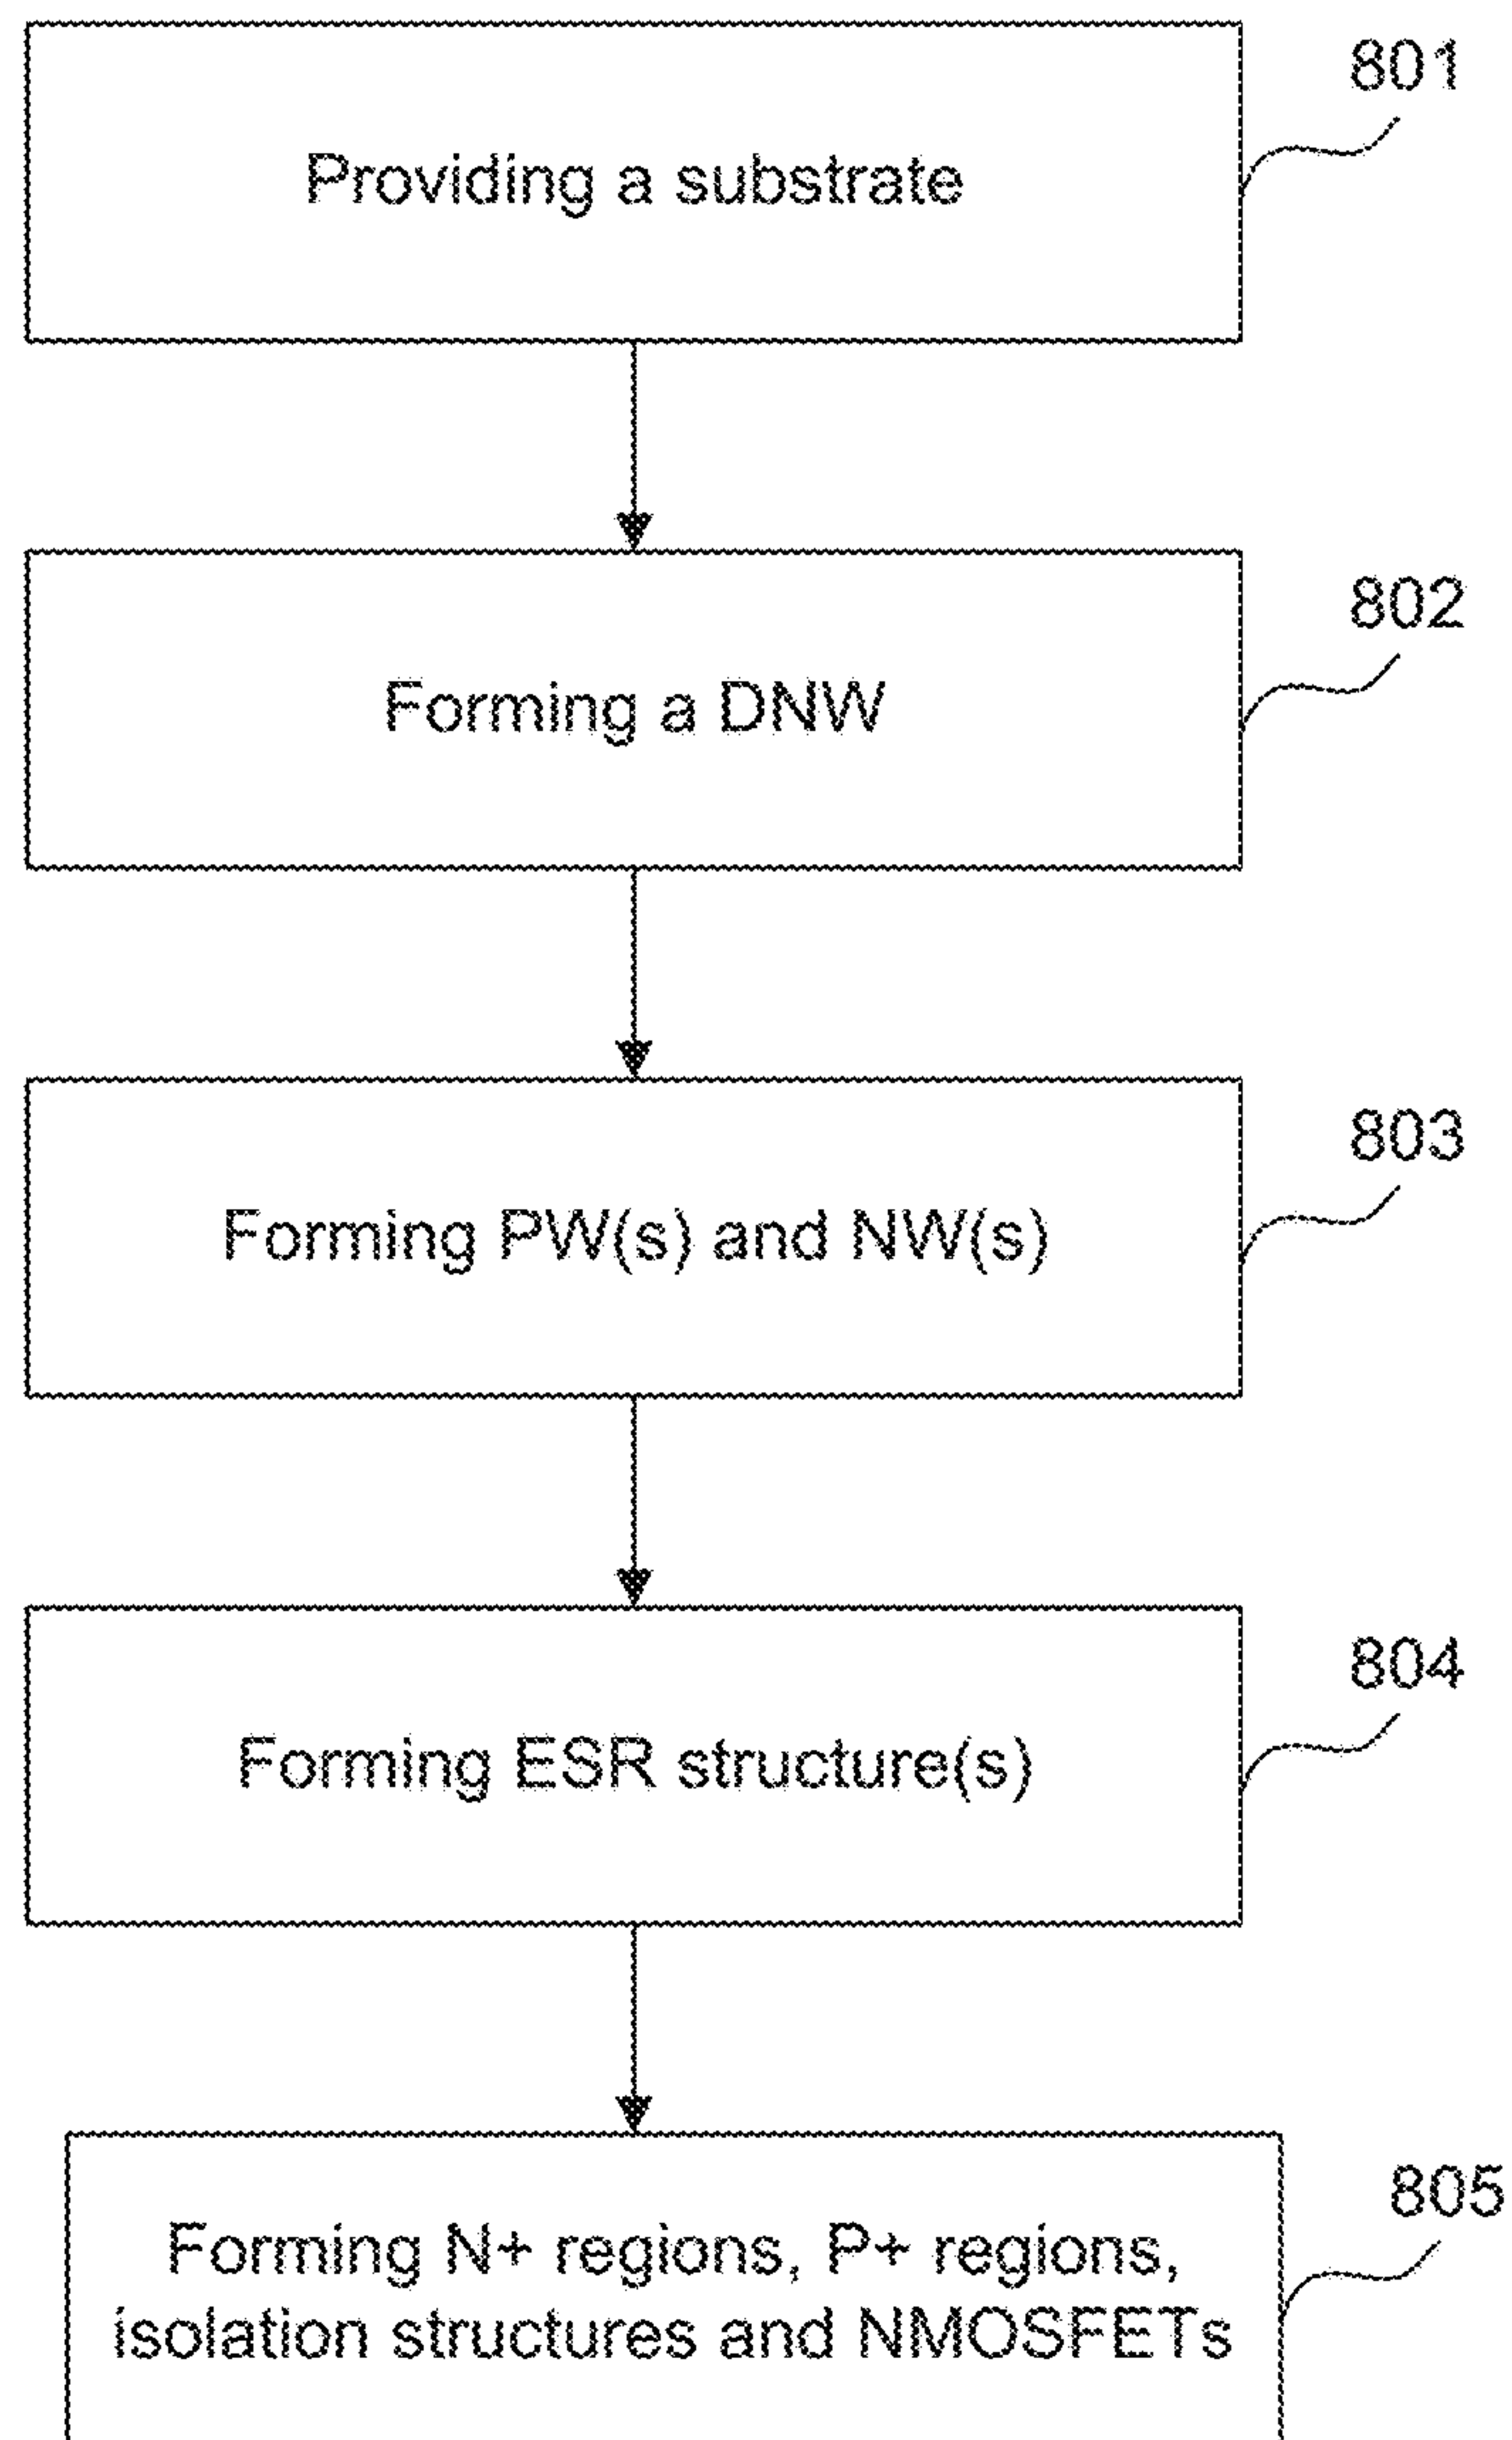 801
Providing a substrate
802
Forming a DNW
803
Forming PW(s) and NW(s)
804
Forming ESR structure(s)
805
Forming N+ regions, P+ regions,
isolation structures and NMOSFETs